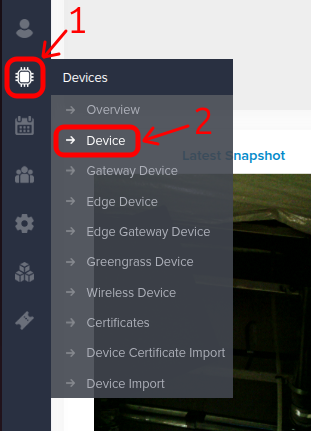 1
Devices
Overview
Device
2
Latest Snapshot
Gateway Device
Edge Device
Edge Gateway Device
Greengrass Device
Wireless Device
Certificates
Device Certificate Import
Device Import